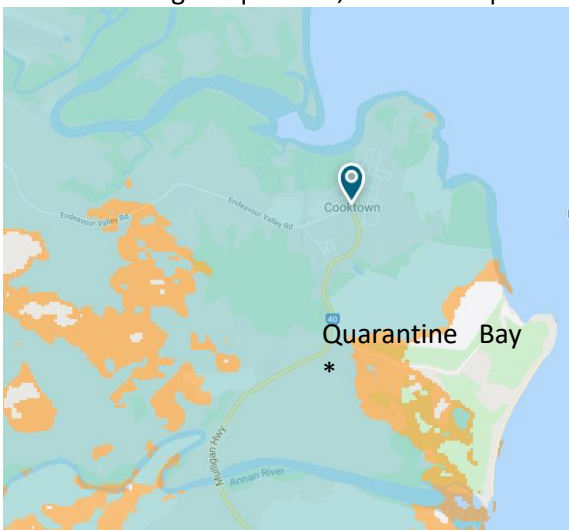 Cooktown
Endeavour Valley Rd
Endeavour Valley Rd
40
Quarantine Bay
*
Mulligan Hwy
Annan River